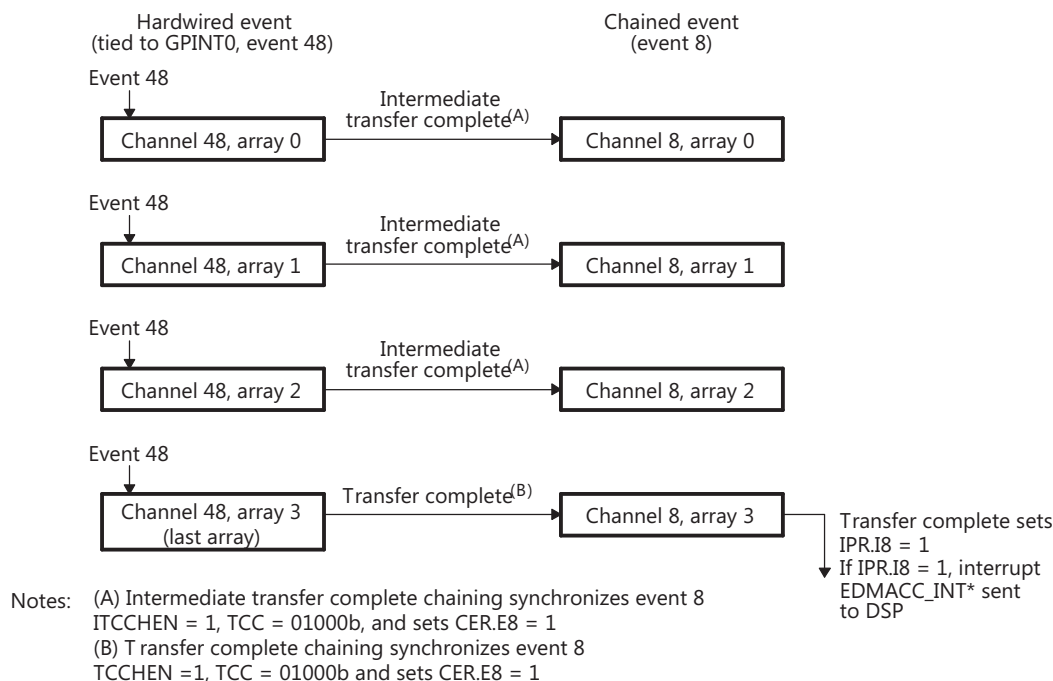 Hardwired event
(tied to GPINT0, event 48)
Chained event
(event 8)
Event 48
Channel 48, array 0
Intermediate
transfer complete(A)
Channel 8, array 0
Event 48
Channel 48, array 1
Intermediate
transfer complete(A)
Channel 8, array 1
Event 48
Channel 48, array 2
Intermediate
transfer complete(A)
Channel 8, array 2
Event 48
Channel 48, array 3
(last array)
Transfer complete(B)
Channel 8, array 3
Transfer complete sets
IPR.I8 = 1
If IPR.I8 = 1, interrupt
EDMACC_INT* sent
to DSP
Notes: (A) Intermediate transfer complete chaining synchronizes event 8
ITCCHEN = 1, TCC = 01000b, and sets CER.E8 = 1
(B) T ransfer complete chaining synchronizes event 8
TCCHEN =1, TCC = 01000b and sets CER.E8 = 1